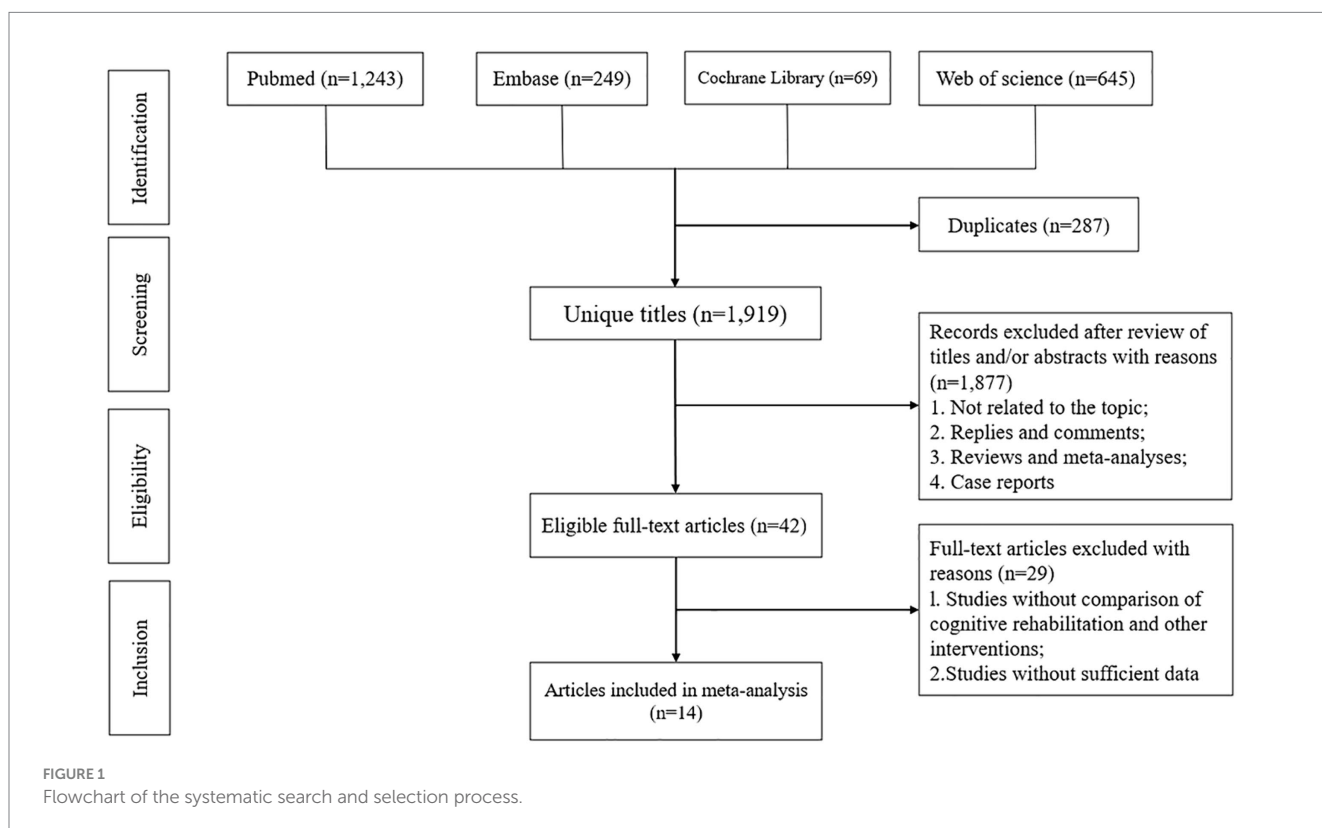 Identification
Pubmed (n=1,243)
Embase (n=249)
Cochrane Library (n=69)
Web of science (n=645)
Duplicates (n=287)
Screening
Unique titles (n=1,919)
Records excluded after review of
titles and/or abstracts with reasons
(n=1,877)
1. Not related to the topic;
2. Replies and comments;
3. Reviews and meta-analyses;
4. Case reports
Eligibility
Eligible full-text articles (n=42)
Full-text articles excluded with
reasons (n=29)
1. Studies without comparison of
cognitive rehabilitation and other
interventions;
2.Studies without sufficient data
Inclusion
Articles included in meta-analysis
(n=14)
FIGURE 1
Flowchart of the systematic search and selection process.